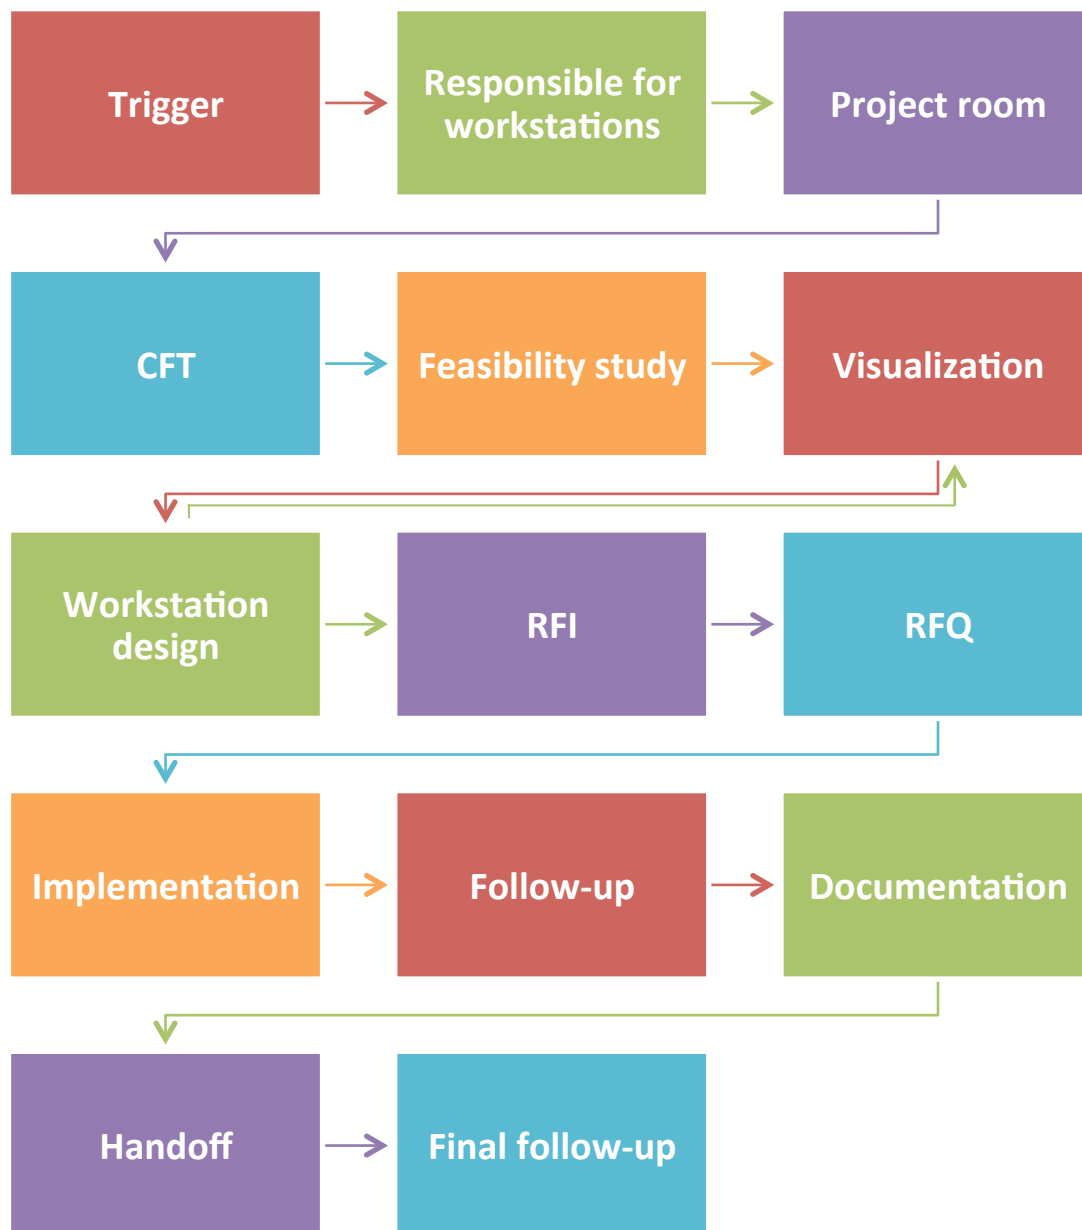 Trigger
Responsible for
workstations
Project room
CFT
Feasibility study
Visualization
Workstation
design
RFI
RFQ
Implementation
Follow-up
Documentation
Handoff
Final follow-up